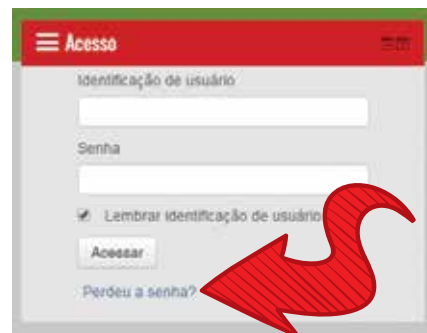 Acesso
Identificação de usuário
Senha
Lembrar identificação de usuário
Acessar
Perdeu a senha?